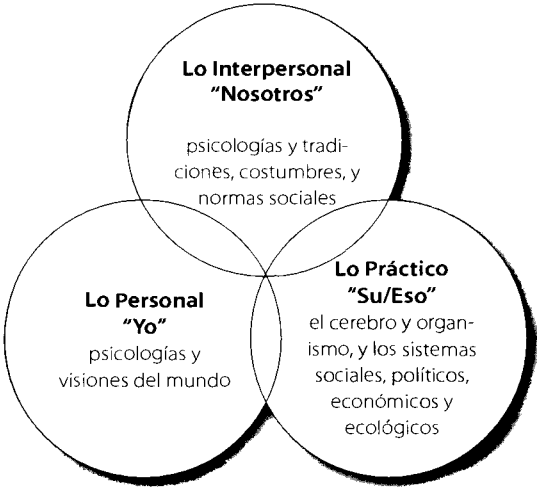 Lo Interpersonal
"Nosotros"
psicologías y tradi-
ciones, costumbres, y
normas sociales
Lo Personal
"Yo"
psicologías y
visiones del mundo
Lo Práctico
"Su/Eso"
el cerebro y organ-
ismo, y los sistemas
sociales, políticos,
económicos y
ecológicos